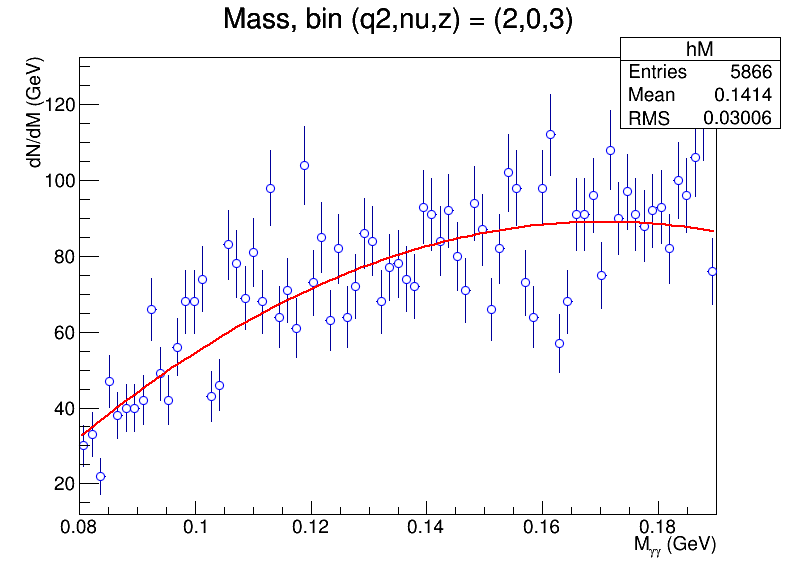 Mass, bin (q2,nu,z) = (2,0,3)
hM
Entries 5866
Mean 0.1414
RMS 0.03006
dN/dM (GeV)
120
100
80
60
40
20
0.08 0.1 0.12 0.14 0.16 0.18
Mγγ (GeV)